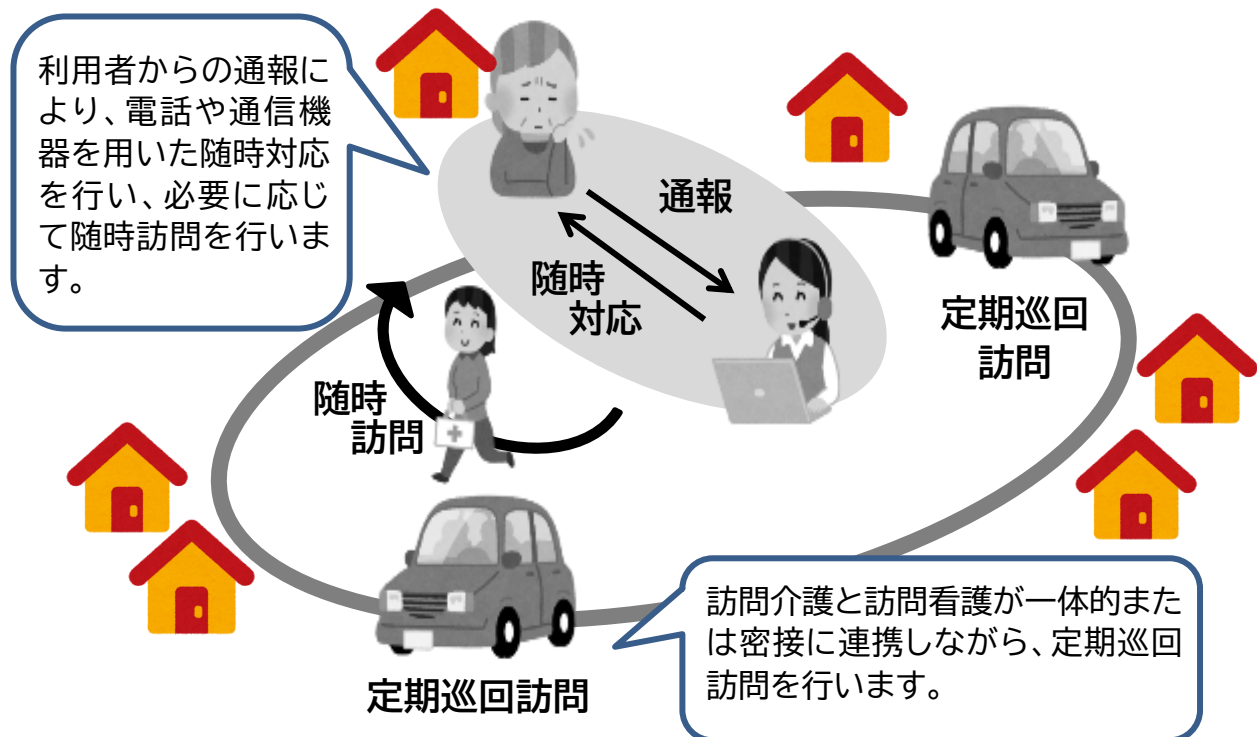 利用者からの通報に
より、電話や通信機
器を用いた随時対応
を行い、必要に応じ
て随時訪問を行いま
す。
通報
随時
対応
定期巡回
訪問
随時
訪問
定期巡回訪問
訪問介護と訪問看護が一体的また
は密接に連携しながら、定期巡回
訪問を行います。